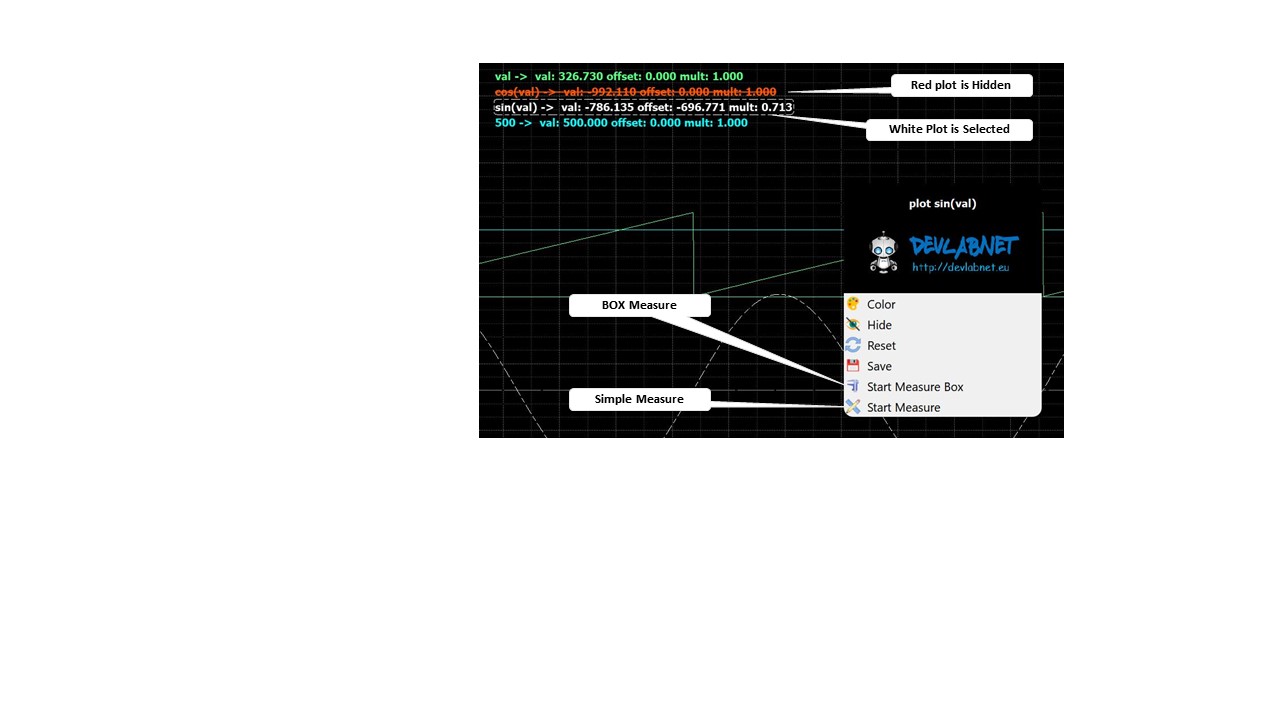 val -> val: 326.730 offset: 0.000 mult: 1.000
cos(val) -> val: -992.110 offset: 0.000 mult: 1.000
sin(val) -> val: -786.135 offset: -696.771 mult: 0.713
500 -> val: 500.000 offset: 0.000 mult: 1.000
Red plot is Hidden
White Plot is Selected
plot sin(val)
DEVLABNET
http://devlabnet.eu
BOX Measure
Simple Measure
Color
Hide
Reset
Save
Start Measure Box
Start Measure